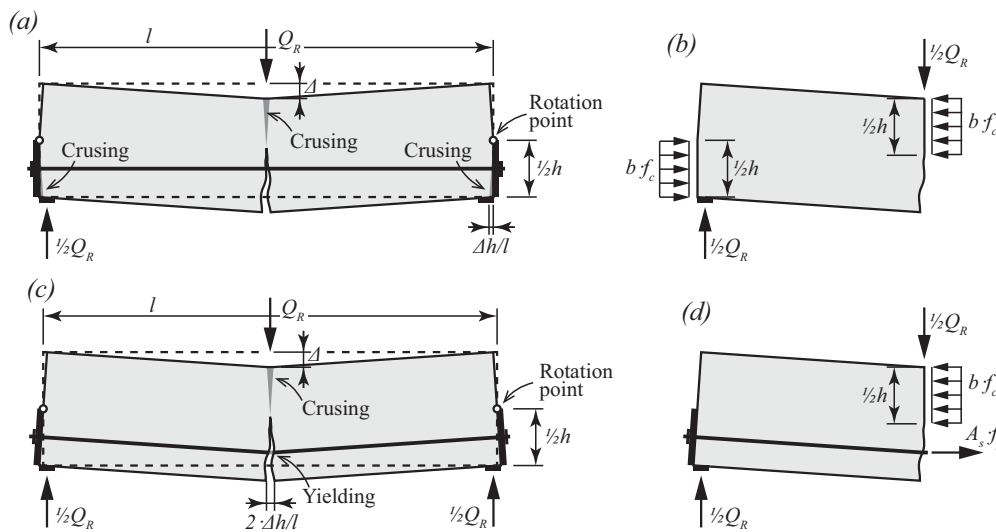 (a)
l
Q_R
Δ
Rotation
point
Crusing
Crusing
Crusing
½h
½Q_R
Δh/l
(b)
½Q_R
½h
b·f_c
b·f_c
½h
½Q_R
(c)
l
Q_R
Δ
Rotation
point
Crusing
½h
Yielding
½Q_R
2·Δh/l
½Q_R
(d)
½Q_R
½h
b·f_c
A_s·f
½Q_R